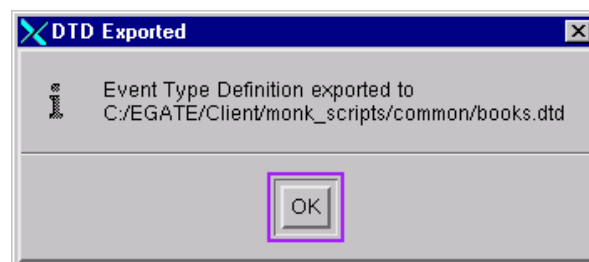 DTD Exported
Event Type Definition exported to
C:/EGATE/Client/monk_scripts/common/books.dtd
OK